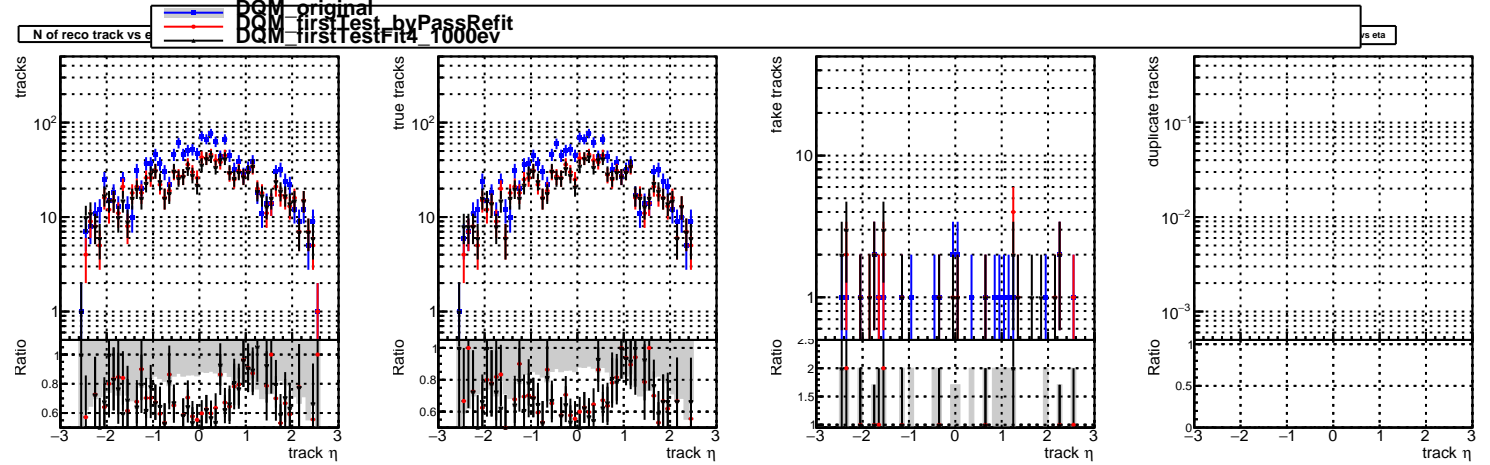 DQM_original
DQM_firstTest_byPassRefit
DQM_firstTestFit4_1000ev
N of reco track vs e
vs eta
tracks
10²
10
1
Ratio
1
0.8
0.6
−3 −2 −1 0 1 2 3
track η
true tracks
10²
10
1
Ratio
1
0.8
0.6
−3 −2 −1 0 1 2 3
track η
fake tracks
10
1
Ratio
2.5
2
1.5
1
−3 −2 −1 0 1 2 3
track η
duplicate tracks
10⁻¹
10⁻²
10⁻³
Ratio
1
0.5
0
−3 −2 −1 0 1 2 3
track η